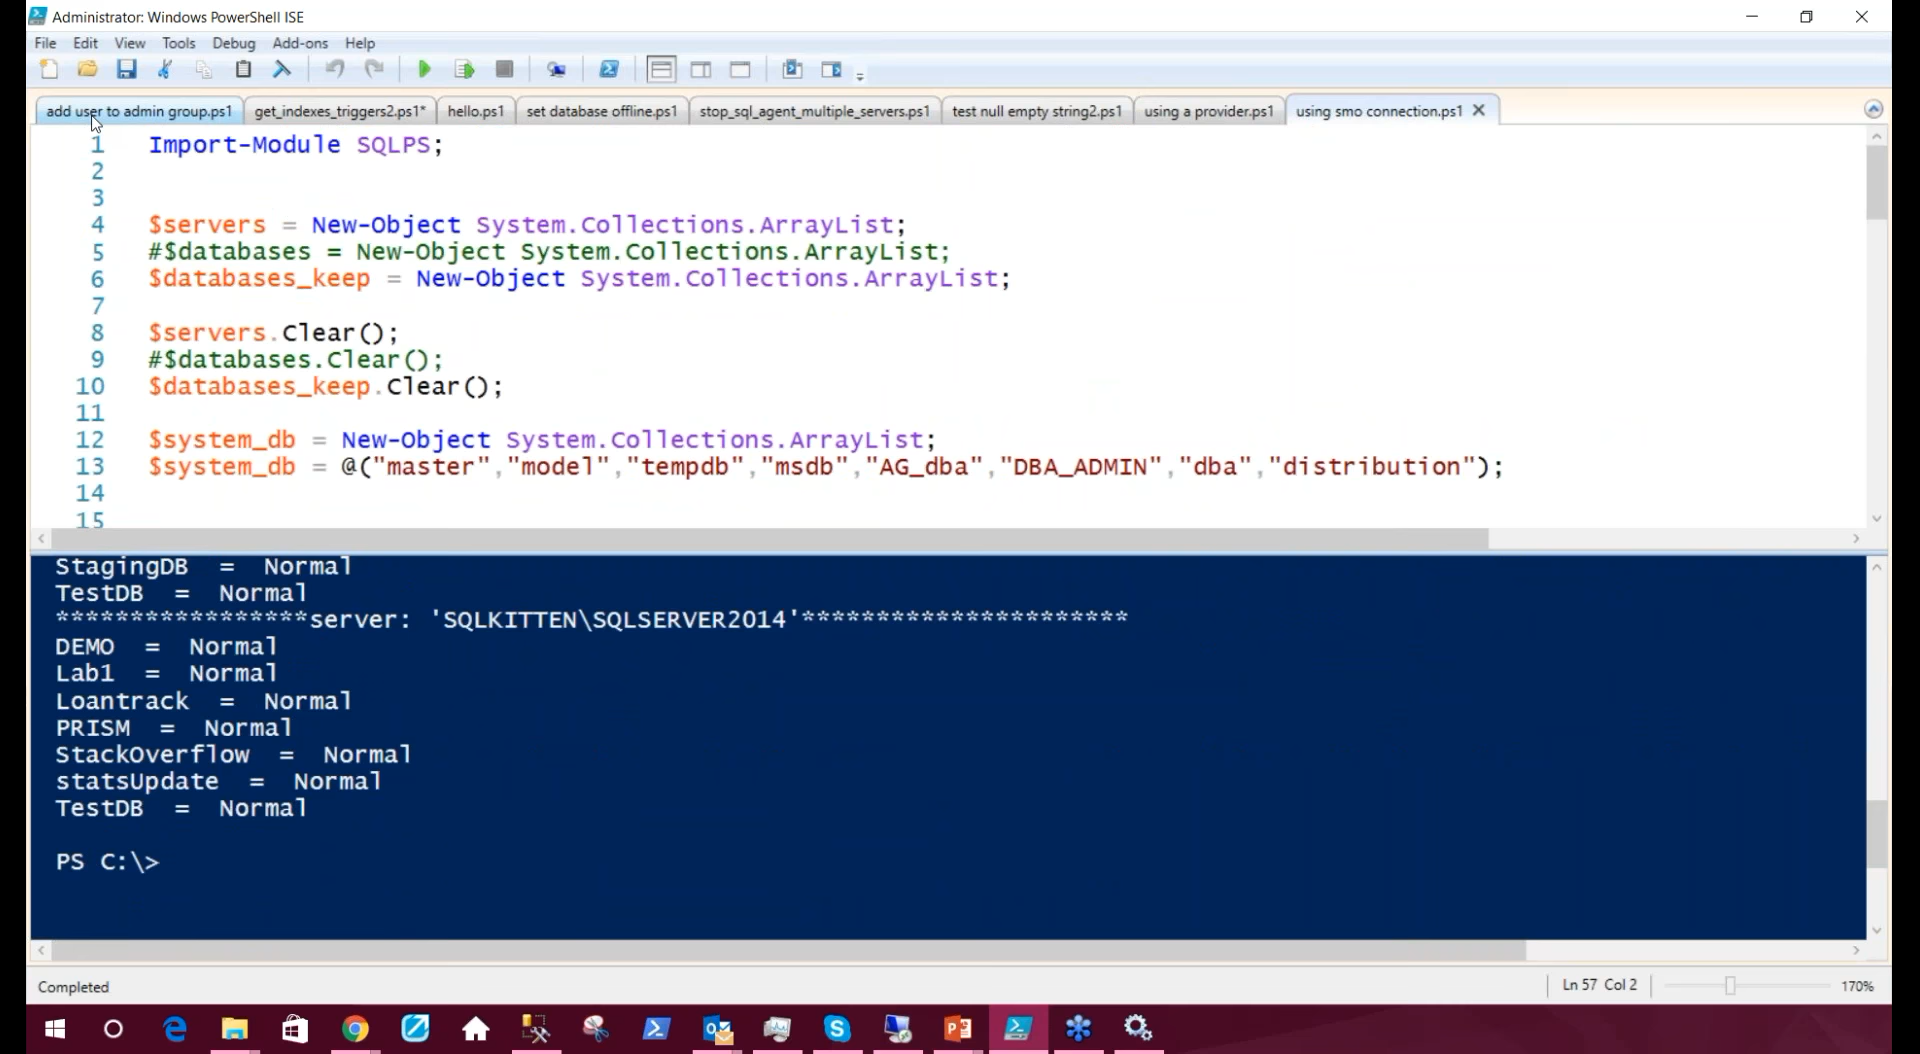 Administrator: Windows PowerShell ISE
File Edit View Tools Debug Add-ons Help
add user to admin group.ps1 get_indexes_triggers2.ps1* hello.ps1 set database offline.ps1 stop_sql_agent_multiple_servers.ps1 test null empty string2.ps1 using a provider.ps1 using smo connection.ps1
1 Import-Module SQLPS;
2
3
4 $servers = New-Object System.Collections.ArrayList;
5 #$databases = New-Object System.Collections.ArrayList;
6 $databases_keep = New-Object System.Collections.ArrayList;
7
8 $servers.Clear();
9 #$databases.Clear();
10 $databases_keep.Clear();
11
12 $system_db = New-Object System.Collections.ArrayList;
13 $system_db = @("master","model","tempdb","msdb","AG_dba","DBA_ADMIN","dba","distribution");
14
15
StagingDB = Normal
TestDB = Normal
*****************server: 'SQLKITTEN\SQLSERVER2014'**********************
DEMO = Normal
Lab1 = Normal
Loantrack = Normal
PRISM = Normal
StackOverflow = Normal
statsUpdate = Normal
TestDB = Normal
PS C:\>
Completed Ln 57 Col 2 170%